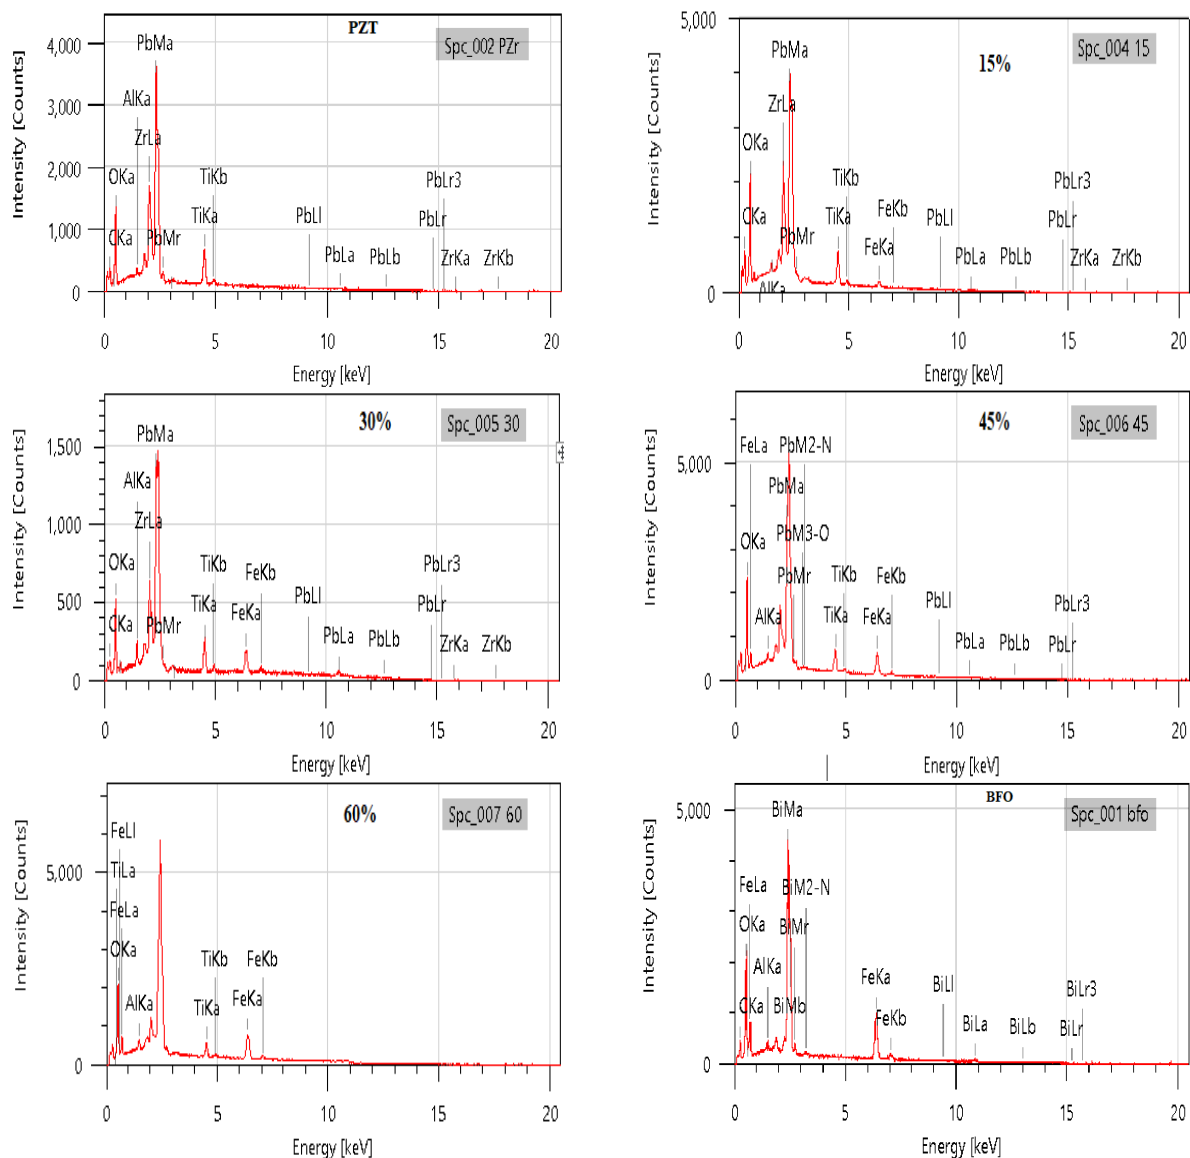 PZT
Spc_002 PZr
Intensity [Counts]
4,000
3,000
2,000
1,000
0
PbMa
AlKa
ZrLa
OKa
CKa
PbMr
TiKb
TiKa
PbLl
PbLa
PbLb
PbLr3
PbLr
ZrKa
ZrKb
0 5 10 15 20
Energy [keV]
15%
Spc_004 15
Intensity [Counts]
5,000
0
PbMa
ZrLa
OKa
CKa
PbMr
AlKa
TiKb
TiKa
FeKb
FeKa
PbLl
PbLa
PbLb
PbLr3
PbLr
ZrKa
ZrKb
0 5 10 15 20
Energy [keV]
30%
Spc_005 30
Intensity [Counts]
1,500
1,000
500
0
PbMa
AlKa
ZrLa
OKa
CKa
PbMr
TiKb
TiKa
FeKb
FeKa
PbLl
PbLa
PbLb
PbLr3
PbLr
ZrKa
ZrKb
0 5 10 15 20
Energy [keV]
45%
Spc_006 45
Intensity [Counts]
5,000
0
FeLa
PbM2-N
PbMa
OKa
PbM3-O
PbMr
AlKa
TiKb
TiKa
FeKb
FeKa
PbLl
PbLa
PbLb
PbLr3
PbLr
0 5 10 15 20
Energy [keV]
60%
Spc_007 60
Intensity [Counts]
5,000
0
FeLl
TiLa
FeLa
OKa
AlKa
TiKb
TiKa
FeKb
FeKa
0 5 10 15 20
Energy [keV]
BFO
Spc_001 bfo
Intensity [Counts]
5,000
0
BiMa
FeLa
BiM2-N
OKa
BiMr
AlKa
CKa
BiMb
FeKa
FeKb
BiLl
BiLa
BiLb
BiLr3
BiLr
0 5 10 15 20
Energy [keV]